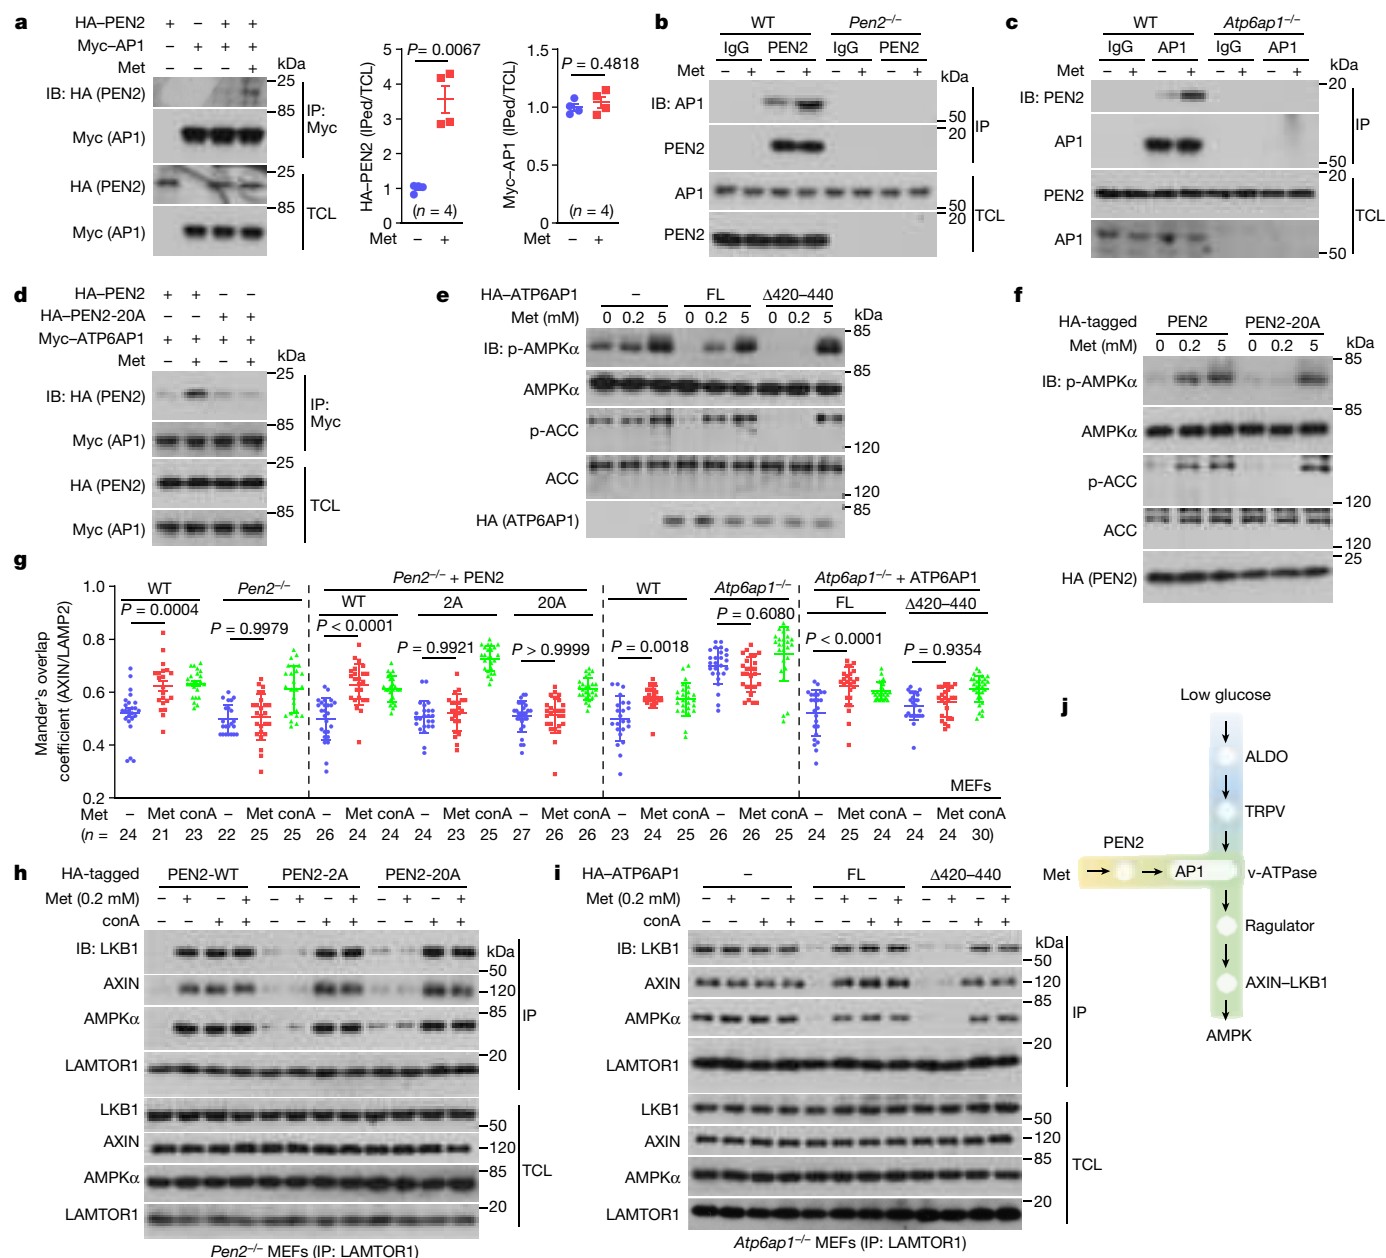 a
HA–PEN2 + – + +
Myc–AP1 – + + +
Met – – – +
kDa
IB: HA (PEN2)
25
Myc (AP1)
85
IP: Myc
HA (PEN2)
25
Myc (AP1)
85
TCL
HA–PEN2 (IPed/TCL)
5
4
3
2
1
0
P = 0.0067
(n = 4)
Met – +
Myc–AP1 (IPed/TCL)
1.5
1.0
0.5
0
P = 0.4818
(n = 4)
Met – +
b
WT Pen2–/–
IgG PEN2 IgG PEN2
Met – + – + – + – +
kDa
IB: AP1
50
PEN2
20
IP
AP1
50
PEN2
20
TCL
c
WT Atp6ap1–/–
IgG AP1 IgG AP1
Met – + – + – + – +
kDa
IB: PEN2
20
AP1
50
IP
PEN2
20
AP1
50
TCL
d
HA–PEN2 + + – –
HA–PEN2-20A – – + +
Myc–ATP6AP1 + + + +
Met – + – +
kDa
IB: HA (PEN2)
25
Myc (AP1)
85
IP: Myc
HA (PEN2)
25
Myc (AP1)
85
TCL
e
HA–ATP6AP1 – FL Δ420–440
Met (mM) 0 0.2 5 0 0.2 5 0 0.2 5
kDa
IB: p-AMPKα
85
AMPKα
85
p-ACC
120
ACC
120
HA (ATP6AP1)
85
f
HA-tagged PEN2 PEN2-20A
Met (mM) 0 0.2 5 0 0.2 5
kDa
IB: p-AMPKα
85
AMPKα
85
p-ACC
120
ACC
120
HA (PEN2)
25
g
Mander's overlap coefficient (AXIN/LAMP2)
1.0
0.8
0.6
0.4
0.2
WT Pen2–/– Pen2–/– + PEN2 WT Atp6ap1–/– Atp6ap1–/– + ATP6AP1
WT 2A 20A FL Δ420–440
P = 0.0004
P = 0.9979
P < 0.0001
P = 0.9921
P > 0.9999
P = 0.0018
P = 0.6080
P < 0.0001
P = 0.9354
MEFs
Met – Met conA – Met conA – Met conA – Met conA – Met conA – Met conA – Met conA – Met conA – Met conA
(n = 24 21 23 22 25 25 26 24 24 24 23 25 27 26 26 23 24 25 26 26 25 24 25 24 24 24 30)
h
HA-tagged PEN2-WT PEN2-2A PEN2-20A
Met (0.2 mM) – + – + – + – + – + – +
conA – – + + – – + + – – + +
kDa
IB: LKB1
50
AXIN
120
AMPKα
85
LAMTOR1
20
IP
LKB1
50
AXIN
120
AMPKα
85
LAMTOR1
20
TCL
Pen2–/– MEFs (IP: LAMTOR1)
i
HA–ATP6AP1 – FL Δ420–440
Met (0.2 mM) – + – + – + – + – + – +
conA – – + + – – + + – – + +
kDa
IB: LKB1
50
AXIN
120
AMPKα
85
LAMTOR1
20
IP
LKB1
50
AXIN
120
AMPKα
85
LAMTOR1
20
TCL
Atp6ap1–/– MEFs (IP: LAMTOR1)
j
Low glucose
ALDO
TRPV
PEN2
Met
AP1
v-ATPase
Ragulator
AXIN–LKB1
AMPK